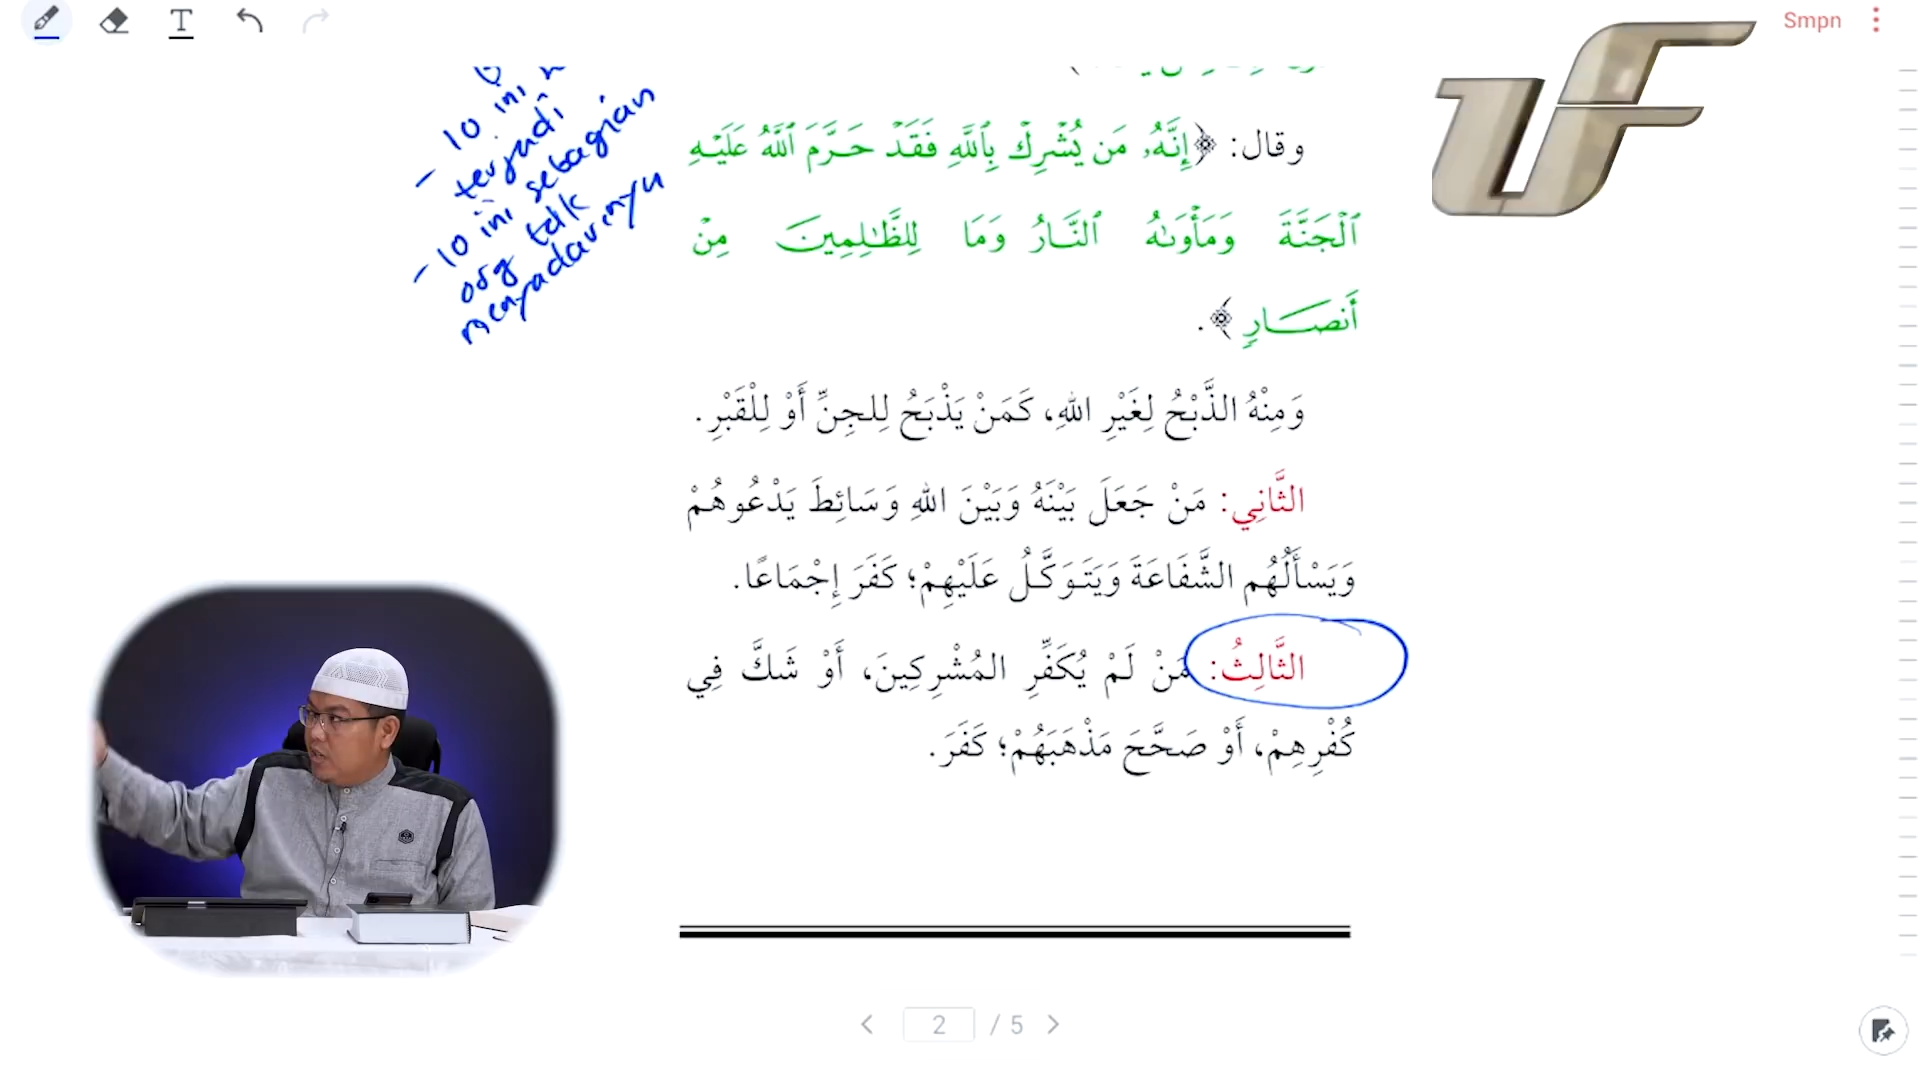 Smpn
- 10 ini
terjadi
- 10 ini sebagian
org tdk
menyadarinya
وقال: ﴿إِنَّهُۥ مَن يُشْرِكْ بِٱللَّهِ فَقَدْ حَرَّمَ ٱللَّهُ عَلَيْهِ
ٱلْجَنَّةَ وَمَأْوَىٰهُ ٱلنَّارُ وَمَا لِلظَّـٰلِمِينَ مِنْ
أَنصَارٍ﴾.
وَمِنْهُ الذَّبْحُ لِغَيْرِ اللهِ، كَمَنْ يَذْبَحُ لِلجِنِّ أَوْ لِلْقَبْرِ.
الثَّانِي: مَنْ جَعَلَ بَيْنَهُ وَبَيْنَ اللهِ وَسَائِطَ يَدْعُوهُمْ
وَيَسْأَلُهُم الشَّفَاعَةَ وَيَتَوَكَّلُ عَلَيْهِمْ؛ كَفَرَ إِجْمَاعًا.
الثَّالِثُ: مَنْ لَمْ يُكَفِّرِ المُشْرِكِينَ، أَوْ شَكَّ فِي
كُفْرِهِمْ، أَوْ صَحَّحَ مَذْهَبَهُمْ؛ كَفَرَ.
2 / 5